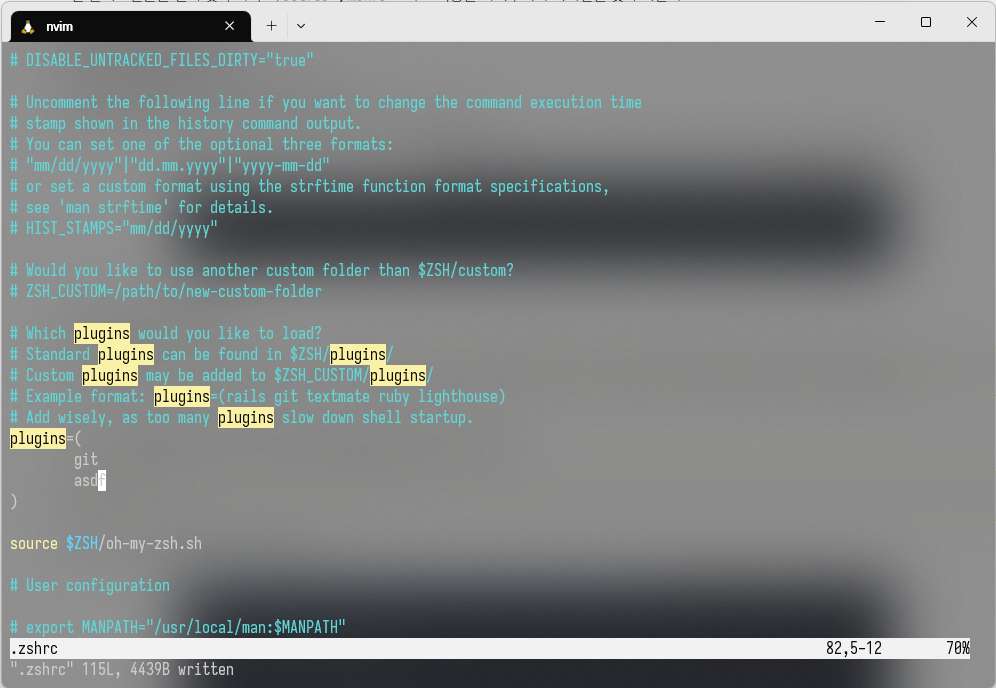 nvim
# DISABLE_UNTRACKED_FILES_DIRTY="true"
# Uncomment the following line if you want to change the command execution time
# stamp shown in the history command output.
# You can set one of the optional three formats:
# "mm/dd/yyyy"|"dd.mm.yyyy"|"yyyy-mm-dd"
# or set a custom format using the strftime function format specifications,
# see 'man strftime' for details.
# HIST_STAMPS="mm/dd/yyyy"
# Would you like to use another custom folder than $ZSH/custom?
# ZSH_CUSTOM=/path/to/new-custom-folder
# Which plugins would you like to load?
# Standard plugins can be found in $ZSH/plugins/
# Custom plugins may be added to $ZSH_CUSTOM/plugins/
# Example format: plugins=(rails git textmate ruby lighthouse)
# Add wisely, as too many plugins slow down shell startup.
plugins=(
git
asdf
)
source $ZSH/oh-my-zsh.sh
# User configuration
# export MANPATH="/usr/local/man:$MANPATH"
.zshrc 82,5-12 70%
".zshrc" 115L, 4439B written